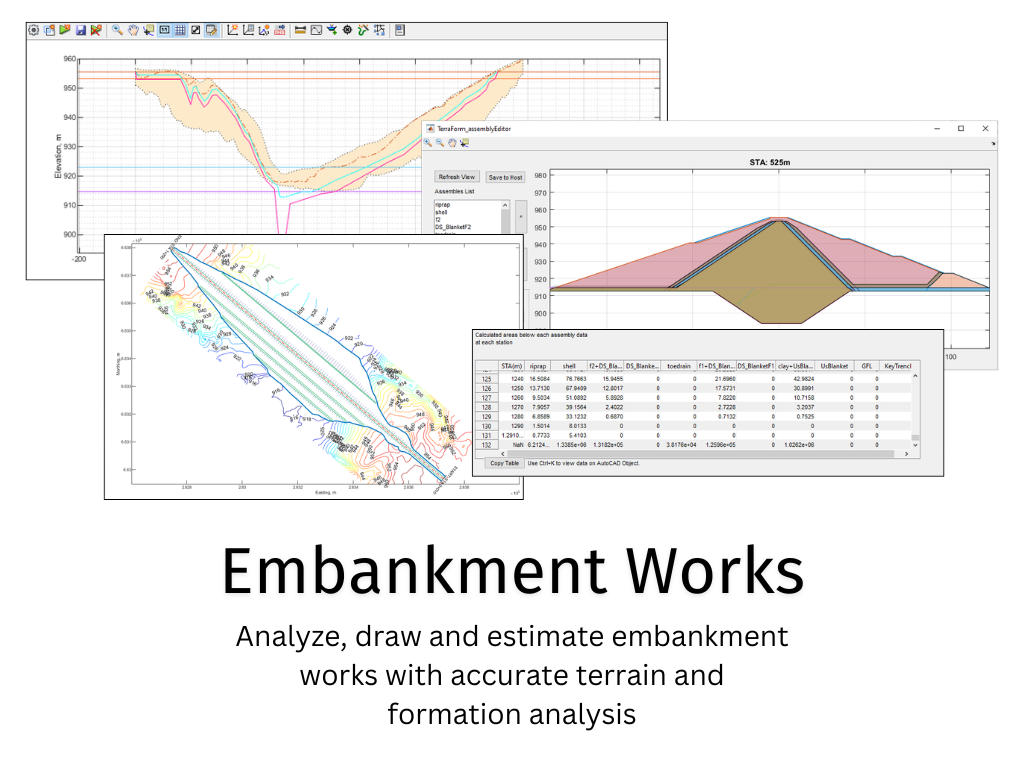 960
950
940
930
920
910
900
-200
Elevation, m
TerraForm_assemblyEditor
Refresh View
Save to Host
Assemblies List
riprap
shell
f2
DS_BlanketF2
STA: 525m
980
970
960
950
940
930
920
910
900
100
Calculated areas below each assembly data
at each station
STA(m) riprap shell f2+DS_Bla... DS_Blanke... toedrain f1+DS_Blan... DS_BlanketF1 clay+UsBla... UcBlanket GFL KeyTrencl
125 1240 16.5084 76.7663 15.9455 0 0 21.6960 0 42.9824 0 0
126 1250 13.7130 67.9409 12.8017 0 0 17.5731 0 30.8991 0 0
127 1260 9.5034 51.0892 5.8928 0 0 7.8220 0 10.7158 0 0
128 1270 7.9057 39.1564 2.4022 0 0 2.7228 0 3.2037 0 0
129 1280 6.8589 33.1232 0.6870 0 0 0.7132 0 0.7525 0 0
130 1290 1.5014 8.0133 0 0 0 0 0 0 0 0
131 1.2910... 0.7733 5.4103 0 0 0 0 0 0 0 0
132 NaN 6.2124... 1.3385e+06 1.3182e+05 0 3.8176e+04 1.2596e+05 0 1.0262e+06 0 0
Copy Table Use Ctrl+K to view data on AutoCAD Object.
Easting, m
Embankment Works
Analyze, draw and estimate embankment
works with accurate terrain and
formation analysis